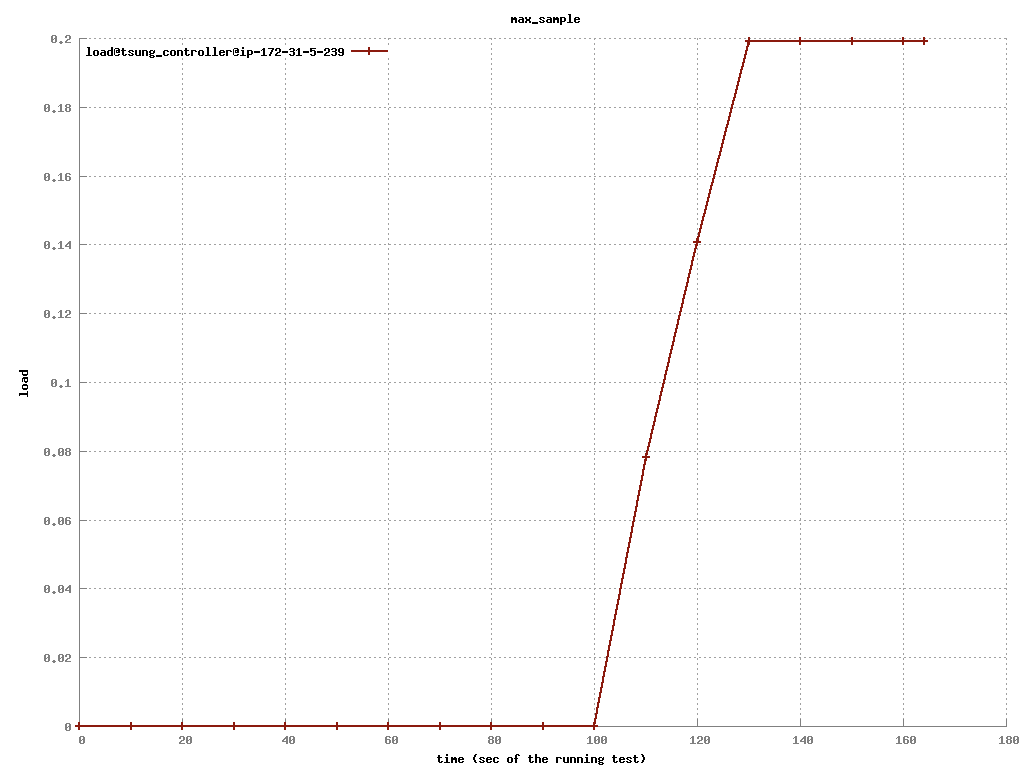 max_sample
load@tsung_controller@ip-172-31-5-239
0.2
0.18
0.16
0.14
0.12
0.1
0.08
0.06
0.04
0.02
0
load
0 20 40 60 80 100 120 140 160 180
time (sec of the running test)